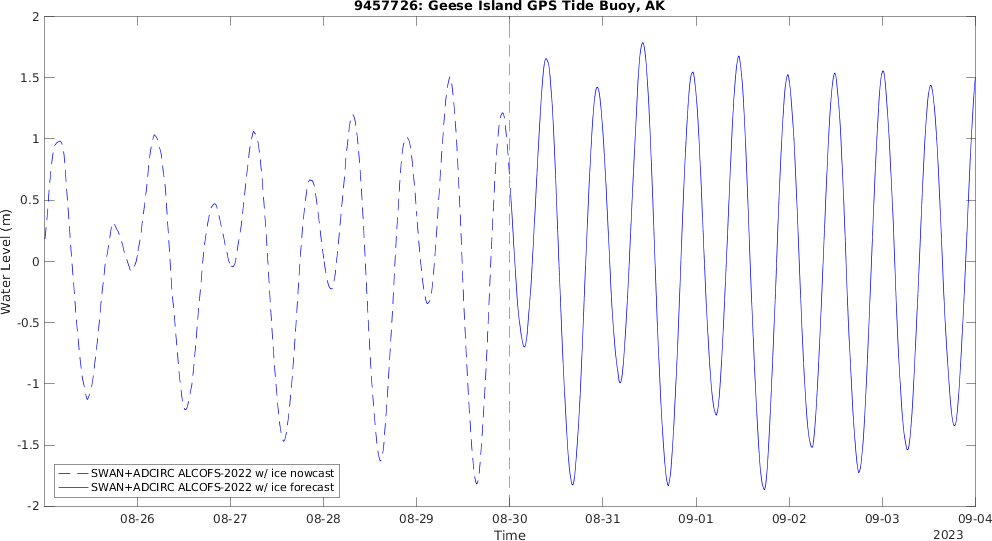 9457726: Geese Island GPS Tide Buoy, AK
2
1.5
1
0.5
0
-0.5
-1
-1.5
-2
Water Level (m)
SWAN+ADCIRC ALCOFS-2022 w/ ice nowcast
SWAN+ADCIRC ALCOFS-2022 w/ ice forecast
08-26 08-27 08-28 08-29 08-30 08-31 09-01 09-02 09-03 09-04
Time
2023